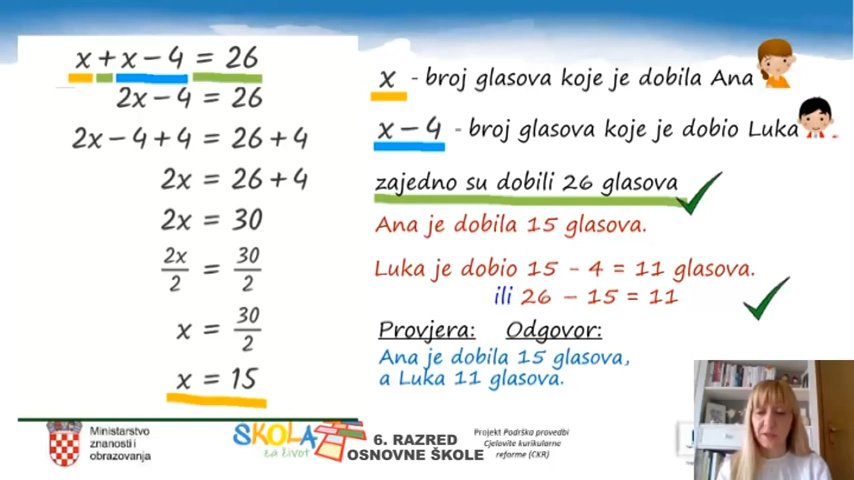 x + x − 4 = 26
2x − 4 = 26
2x − 4 + 4 = 26 + 4
2x = 26 + 4
2x = 30
2x/2 = 30/2
x = 30/2
x = 15
x - broj glasova koje je dobila Ana
x − 4 - broj glasova koje je dobio Luka
zajedno su dobili 26 glasova
Ana je dobila 15 glasova.
Luka je dobio 15 - 4 = 11 glasova.
ili 26 − 15 = 11
Provjera: Odgovor:
Ana je dobila 15 glasova,
a Luka 11 glasova.
Ministarstvo
znanosti i
obrazovanja
ŠKOLA
za život
6. RAZRED
OSNOVNE ŠKOLE
Projekt Podrška provedbi
Cjelovite kurikularne
reforme (CKR)